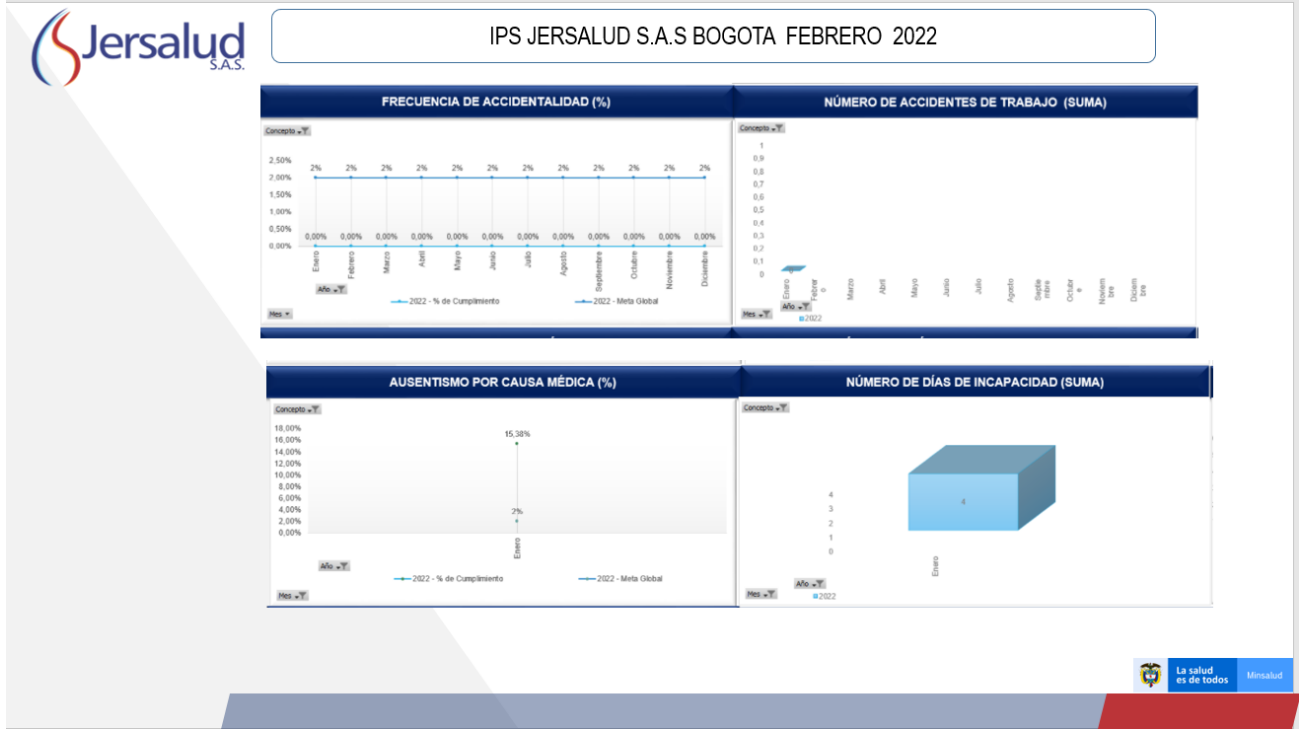 Jersalud
S.A.S.
IPS JERSALUD S.A.S BOGOTA FEBRERO 2022
FRECUENCIA DE ACCIDENTALIDAD (%)
Concepto
2,50%
2,00%
1,50%
1,00%
0,50%
0,00%
2% 2% 2% 2% 2% 2% 2% 2% 2% 2% 2% 2%
0,00% 0,00% 0,00% 0,00% 0,00% 0,00% 0,00% 0,00% 0,00% 0,00% 0,00% 0,00%
Enero
Febrero
Marzo
Abril
Mayo
Junio
Julio
Agosto
Septiembre
Octubre
Noviembre
Diciembre
Año
2022 - % de Cumplimiento
2022 - Meta Global
Mes
NÚMERO DE ACCIDENTES DE TRABAJO (SUMA)
Concepto
1
0,9
0,8
0,7
0,6
0,5
0,4
0,3
0,2
0,1
0
0
Enero
Febrer
o
Marzo
Abril
Mayo
Junio
Julio
Agosto
Septie
mbre
Octubr
e
Noviem
bre
Diciem
bre
Año
Mes
2022
AUSENTISMO POR CAUSA MÉDICA (%)
Concepto
18,00%
16,00%
14,00%
12,00%
10,00%
8,00%
6,00%
4,00%
2,00%
0,00%
15,38%
2%
Enero
Año
2022 - % de Cumplimiento
2022 - Meta Global
Mes
NÚMERO DE DÍAS DE INCAPACIDAD (SUMA)
Concepto
4
3
2
1
0
4
Enero
Año
Mes
2022
La salud
es de todos
Minsalud